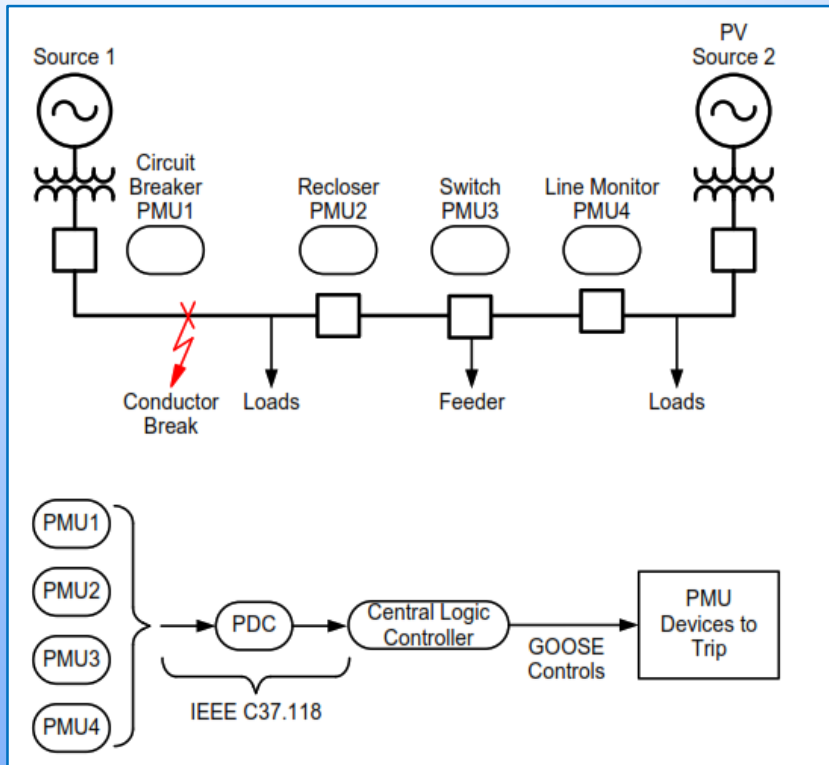 Source 1
PV
Source 2
Circuit
Breaker
PMU1
Recloser
PMU2
Switch
PMU3
Line Monitor
PMU4
Conductor
Break
Loads
Feeder
Loads
PMU1
PMU2
PMU3
PMU4
PDC
Central Logic
Controller
GOOSE
Controls
PMU
Devices to
Trip
IEEE C37.118